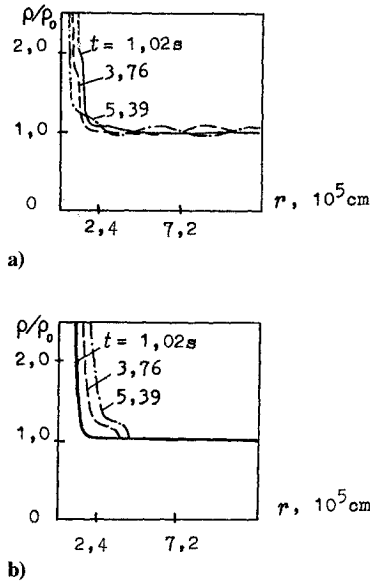 ρ/ρ₀
2,0
t = 1,02s
3,76
5,39
1,0
0
r, 10⁵cm
2,4
7,2
a)
ρ/ρ₀
t = 1,02s
2,0
3,76
5,39
1,0
0
r, 10⁵cm
2,4
7,2
b)